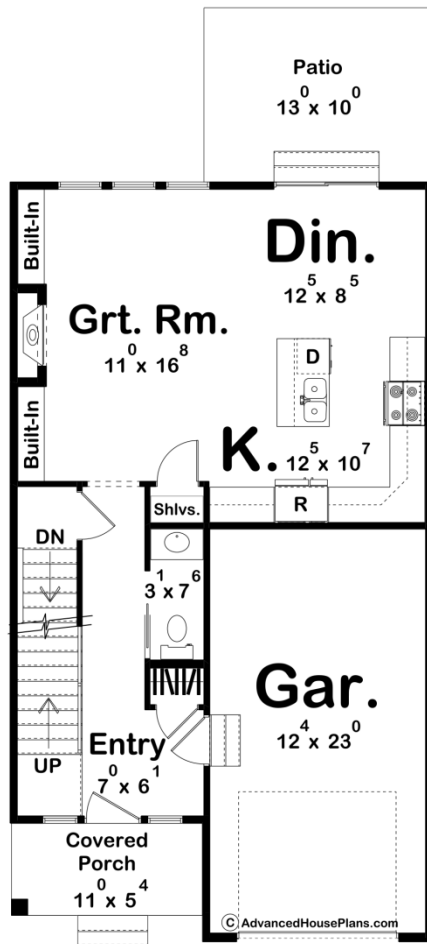 Patio
13⁰ x 10⁰
Built-In
Din.
12⁵ x 8⁵
Grt. Rm.
11⁰ x 16⁸
D
Built-In
K.
12⁵ x 10⁷
Shlvs.
R
DN
3¹ x 7⁶
Gar.
12⁴ x 23⁰
UP
Entry
7⁰ x 6¹
Covered
Porch
11⁰ x 5⁴
© AdvancedHousePlans.com